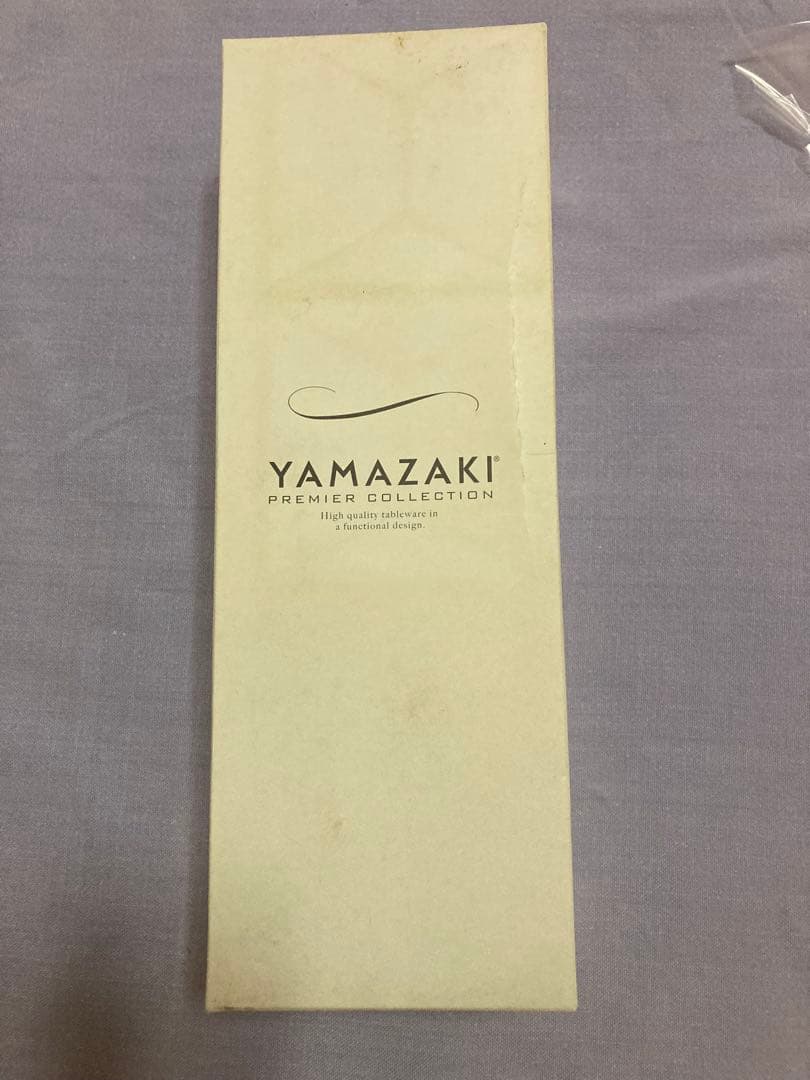 YAMAZAKI®
PREMIER COLLECTION
High quality tableware in
a functional design.